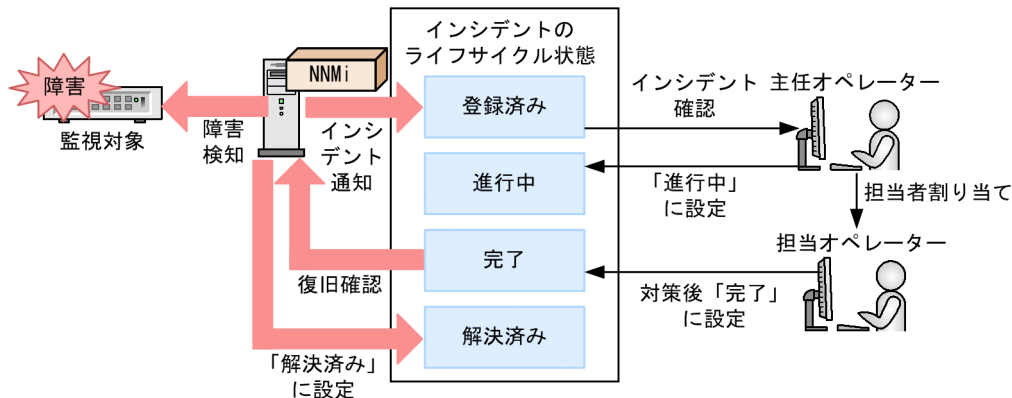 インシデントの
ライフサイクル状態
NNMi
障害
監視対象
障害
検知
インシ
デント
通知
登録済み
インシデント
確認
主任オペレーター
進行中
「進行中」
に設定
担当者割り当て
担当オペレーター
完了
復旧確認
対策後「完了」
に設定
解決済み
「解決済み」
に設定